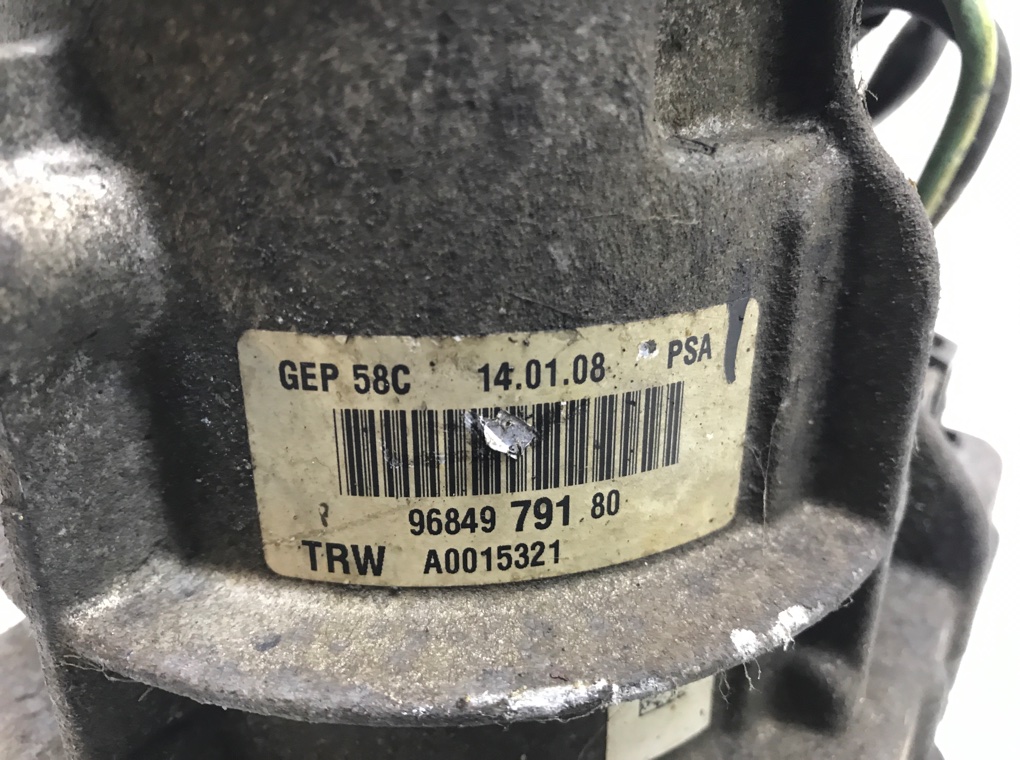 GEP 58C 14.01.08 PSA
96849 791 80
TRW A0015321